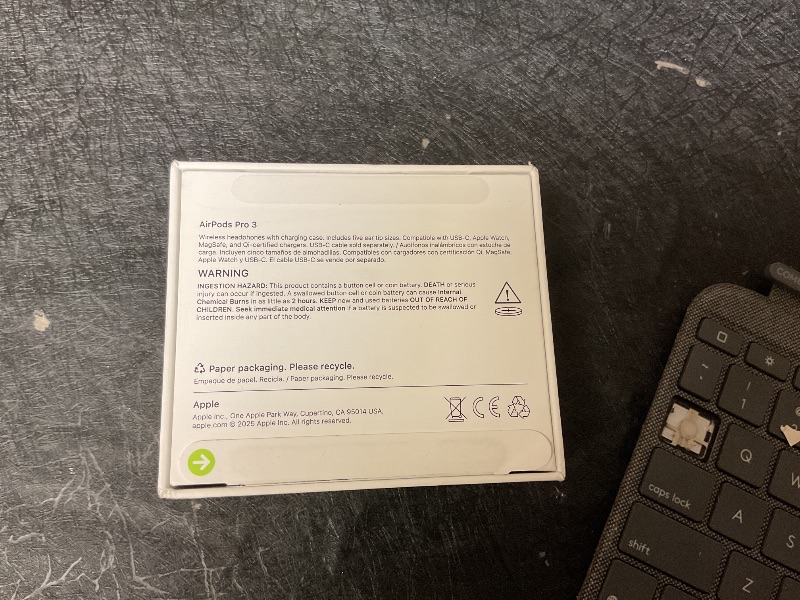 AirPods Pro 3
Wireless headphones with charging case. Includes five ear tip sizes. Compatible with USB-C, Apple Watch,
MagSafe, and Qi-certified chargers. USB-C cable sold separately. / Audífonos inalámbricos con estuche de
carga. Incluyen cinco tamaños de almohadillas. Compatibles con cargadores con certificación Qi, MagSafe,
Apple Watch y USB-C. El cable USB-C se vende por separado.
WARNING
INGESTION HAZARD: This product contains a button cell or coin battery. DEATH or serious
injury can occur if ingested. A swallowed button cell or coin battery can cause Internal
Chemical Burns in as little as 2 hours. KEEP new and used batteries OUT OF REACH OF
CHILDREN. Seek immediate medical attention if a battery is suspected to be swallowed or
inserted inside any part of the body.
Paper packaging. Please recycle.
Empaque de papel. Recicla. / Paper packaging. Please recycle.
Apple
Apple Inc., One Apple Park Way, Cupertino, CA 95014 USA.
apple.com © 2025 Apple Inc. All rights reserved.
CE
~
!
1
Q
W
caps lock
A
S
shift
Z